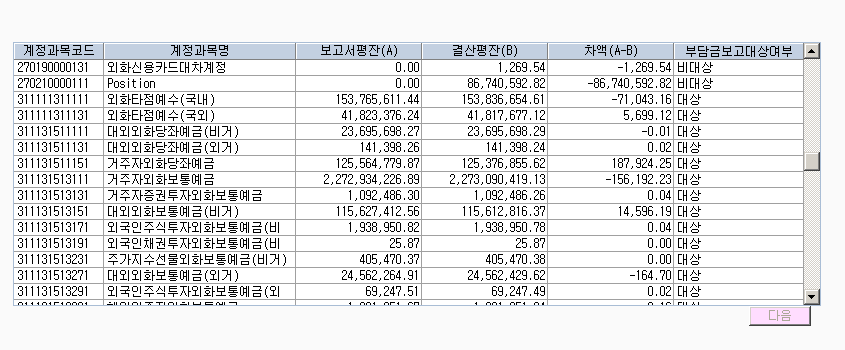 계정과목코드 계정과목명 보고서평잔(A) 결산평잔(B) 차액(A-B) 부담금보고대상여부
270190000131 외화신용카드대차계정 0.00 1,269.54 -1,269.54 비대상
270210000111 Position 0.00 86,740,592.82 -86,740,592.82 비대상
311111311111 외화타점예수(국내) 153,765,611.44 153,836,654.61 -71,043.16 대상
311111311131 외화타점예수(국외) 41,823,376.24 41,817,677.12 5,699.12 대상
311131511111 대외외화당좌예금(비거) 23,695,698.27 23,695,698.29 -0.01 대상
311131511131 대외외화당좌예금(외거) 141,398.26 141,398.24 0.02 대상
311131511151 거주자외화당좌예금 125,564,779.87 125,376,855.62 187,924.25 대상
311131513111 거주자외화보통예금 2,272,934,226.89 2,273,090,419.13 -156,192.23 대상
311131513131 거주자증권투자외화보통예금 1,092,486.30 1,092,486.26 0.04 대상
311131513151 대외외화보통예금(비거) 115,627,412.56 115,612,816.37 14,596.19 대상
311131513171 외국인주식투자외화보통예금(비 1,938,950.82 1,938,950.78 0.04 대상
311131513191 외국인채권투자외화보통예금(비 25.87 25.87 0.00 대상
311131513231 주가지수선물외화보통예금(비거) 405,470.37 405,470.38 0.00 대상
311131513271 대외외화보통예금(외거) 24,562,264.91 24,562,429.62 -164.70 대상
311131513291 외국인주식투자외화보통예금(외 69,247.51 69,247.49 0.02 대상
다음